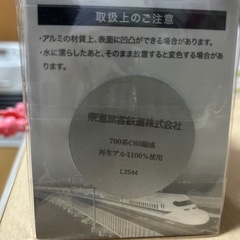 取扱上のご注意
・アルミの材質上、表面に凹凸ができる場合があります。
・水に濡らしたあと、そのまま放置すると変色する場合があ
ります。
東海旅客鉄道株式会社
700系C60編成
再生アルミ100%使用
L2544